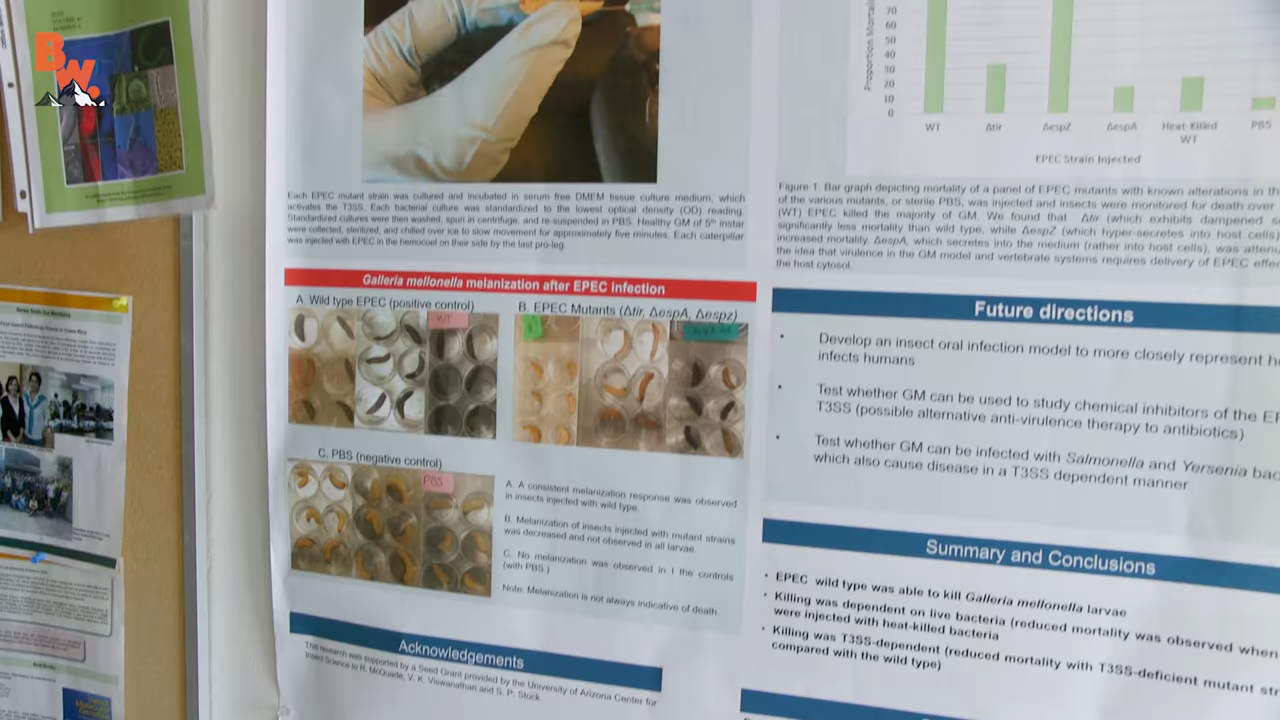 BW.
Each EPEC mutant strain was cultured and incubated in serum free DMEM tissue culture medium, which
activates the T3SS. Each bacterial culture was standardized to the lowest optical density (OD) reading.
Standardized cultures were then washed, spun in centrifuge, and re-suspended in PBS. Healthy GM of 5th instar
were collected, sterilized, and chilled over ice to slow movement for approximately five minutes. Each caterpillar
was injected with EPEC in the hemocoel on their side by the last pro-leg.
Galleria mellonella melanization after EPEC infection
A. Wild type EPEC (positive control)
WT
B. EPEC Mutants (Δtir, ΔespA, Δespz)
C. PBS (negative control)
PBS
A. A consistent melanization response was observed
in insects injected with wild type.
B. Melanization of insects injected with mutant strains
was decreased and not observed in all larvae.
C. No melanization was observed in I the controls
(with PBS.)
Note: Melanization is not always indicative of death.
Acknowledgements
This research was supported by a Seed Grant provided by the University of Arizona Center for
Insect Science to R. McQuade, V. K. Viswanathan and S. P. Stock.
Proportion Mortali
70
60
50
40
30
20
10
0
WT
Δtir
ΔespZ
ΔespA
Heat-Killed
WT
PBS
EPEC Strain Injected
Figure 1: Bar graph depicting mortality of a panel of EPEC mutants with known alterations in th
of the various mutants, or sterile PBS, was injected and insects were monitored for death over
(WT) EPEC killed the majority of GM. We found that Δtir (which exhibits dampened s
significantly less mortality than wild type, while ΔespZ (which hyper-secretes into host cells)
increased mortality. ΔespA, which secretes into the medium (rather into host cells), was attenu
the idea that virulence in the GM model and vertebrate systems requires delivery of EPEC effec
the host cytosol.
Future directions
• Develop an insect oral infection model to more closely represent h
infects humans
• Test whether GM can be used to study chemical inhibitors of the E
T3SS (possible alternative anti-virulence therapy to antibiotics)
• Test whether GM can be infected with Salmonella and Yersenia bac
which also cause disease in a T3SS dependent manner
Summary and Conclusions
• EPEC wild type was able to kill Galleria mellonella larvae
• Killing was dependent on live bacteria (reduced mortality was observed when
were injected with heat-killed bacteria
• Killing was T3SS-dependent (reduced mortality with T3SS-deficient mutant str
compared with the wild type)